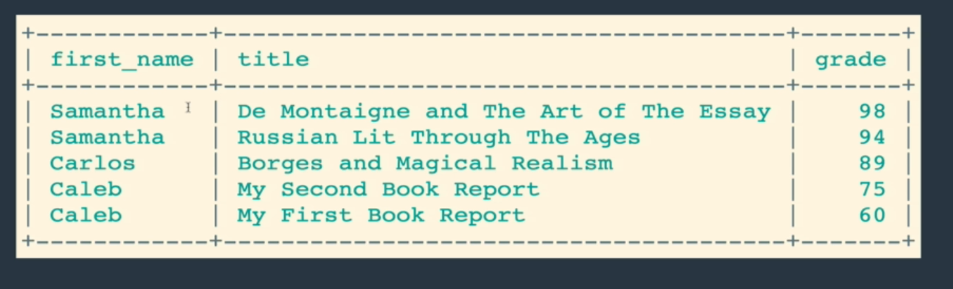 +------------+---------------------------------------+-------+
| first_name | title                                 | grade |
+------------+---------------------------------------+-------+
| Samantha   | De Montaigne and The Art of The Essay |    98 |
| Samantha   | Russian Lit Through The Ages          |    94 |
| Carlos     | Borges and Magical Realism            |    89 |
| Caleb      | My Second Book Report                 |    75 |
| Caleb      | My First Book Report                  |    60 |
+------------+---------------------------------------+-------+